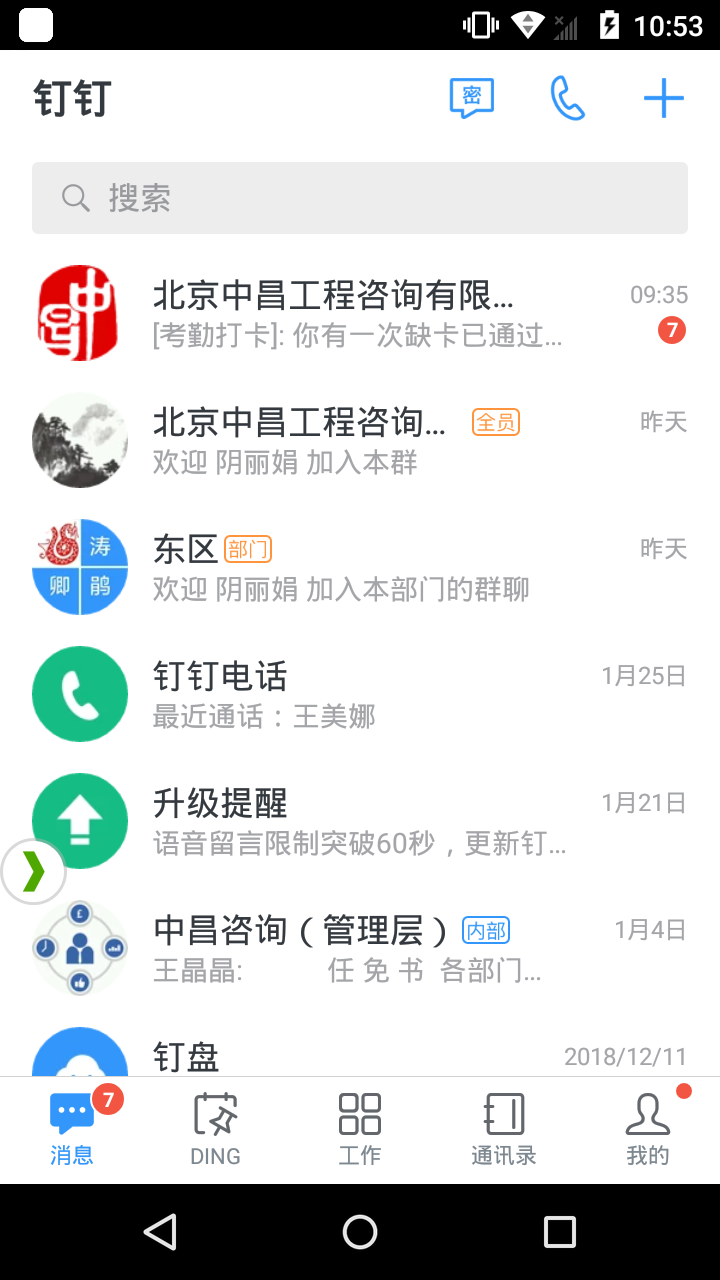 10:53
钉钉
密
搜索
北京中昌工程咨询有限...
09:35
[考勤打卡]: 你有一次缺卡已通过...
7
北京中昌工程咨询...
全员
昨天
欢迎 阴丽娟 加入本群
涛
卿 鹃
东区
部门
昨天
欢迎 阴丽娟 加入本部门的群聊
钉钉电话
1月25日
最近通话：王美娜
升级提醒
1月21日
语音留言限制突破60秒，更新钉...
中昌咨询（管理层）
内部
1月4日
王晶晶: 任 免 书 各部门...
钉盘
2018/12/11
7
消息
DING
工作
通讯录
我的